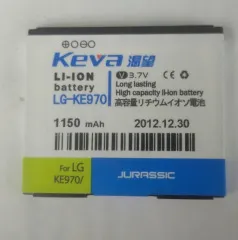 Keva 渴望
LI-ION
battery
LG-KE970
V 3.7V
Long lasting
High capacity li-ion battery
高容量リチウムイオン電池
1150 mAh 2012.12.30
For LG
KE970/
JURASSIC